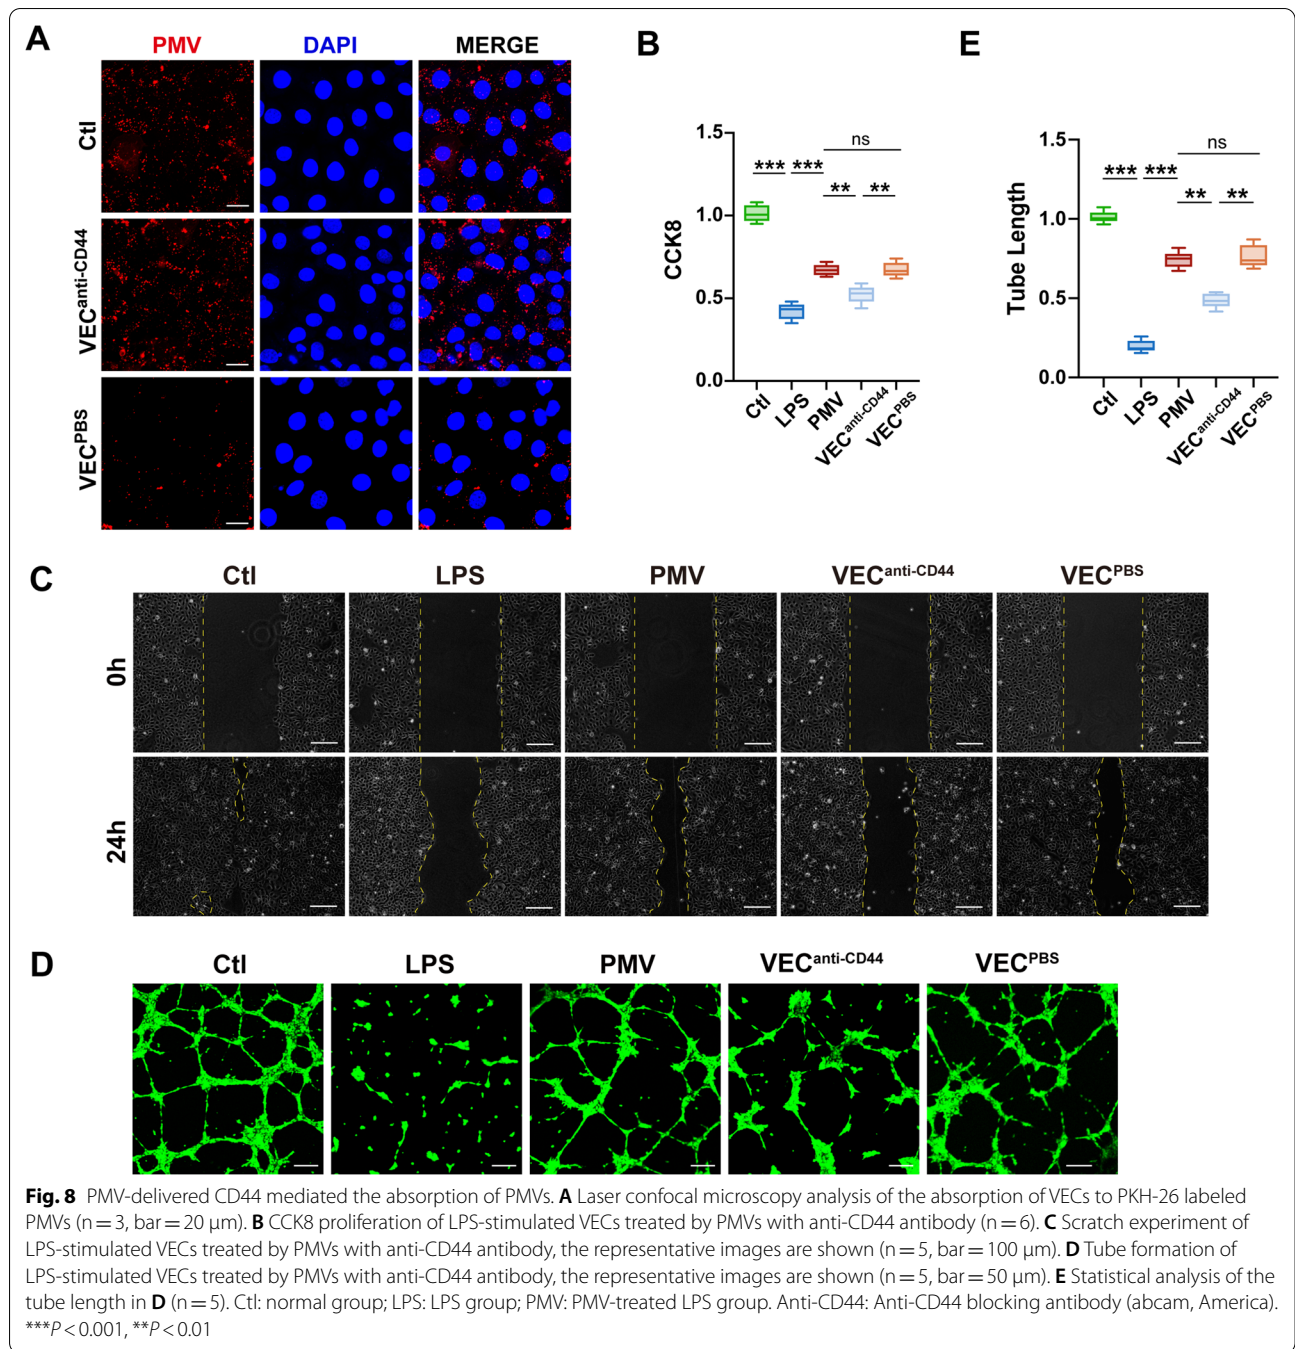 A
PMV DAPI MERGE
Ctl
VECanti-CD44
VECPBS
B
CCK8
1.5
1.0
0.5
0.0
*** *** ns
** **
Ctl LPS PMV VECanti-CD44 VECPBS
E
Tube Length
1.5
1.0
0.5
0.0
*** *** ns
** **
Ctl LPS PMV VECanti-CD44 VECPBS
C
Ctl LPS PMV VECanti-CD44 VECPBS
0h
24h
D
Ctl LPS PMV VECanti-CD44 VECPBS
Fig. 8 PMV-delivered CD44 mediated the absorption of PMVs. A Laser confocal microscopy analysis of the absorption of VECs to PKH-26 labeled
PMVs (n = 3, bar = 20 μm). B CCK8 proliferation of LPS-stimulated VECs treated by PMVs with anti-CD44 antibody (n = 6). C Scratch experiment of
LPS-stimulated VECs treated by PMVs with anti-CD44 antibody, the representative images are shown (n = 5, bar = 100 μm). D Tube formation of
LPS-stimulated VECs treated by PMVs with anti-CD44 antibody, the representative images are shown (n = 5, bar = 50 μm). E Statistical analysis of the
tube length in D (n = 5). Ctl: normal group; LPS: LPS group; PMV: PMV-treated LPS group. Anti-CD44: Anti-CD44 blocking antibody (abcam, America).
***P < 0.001, **P < 0.01